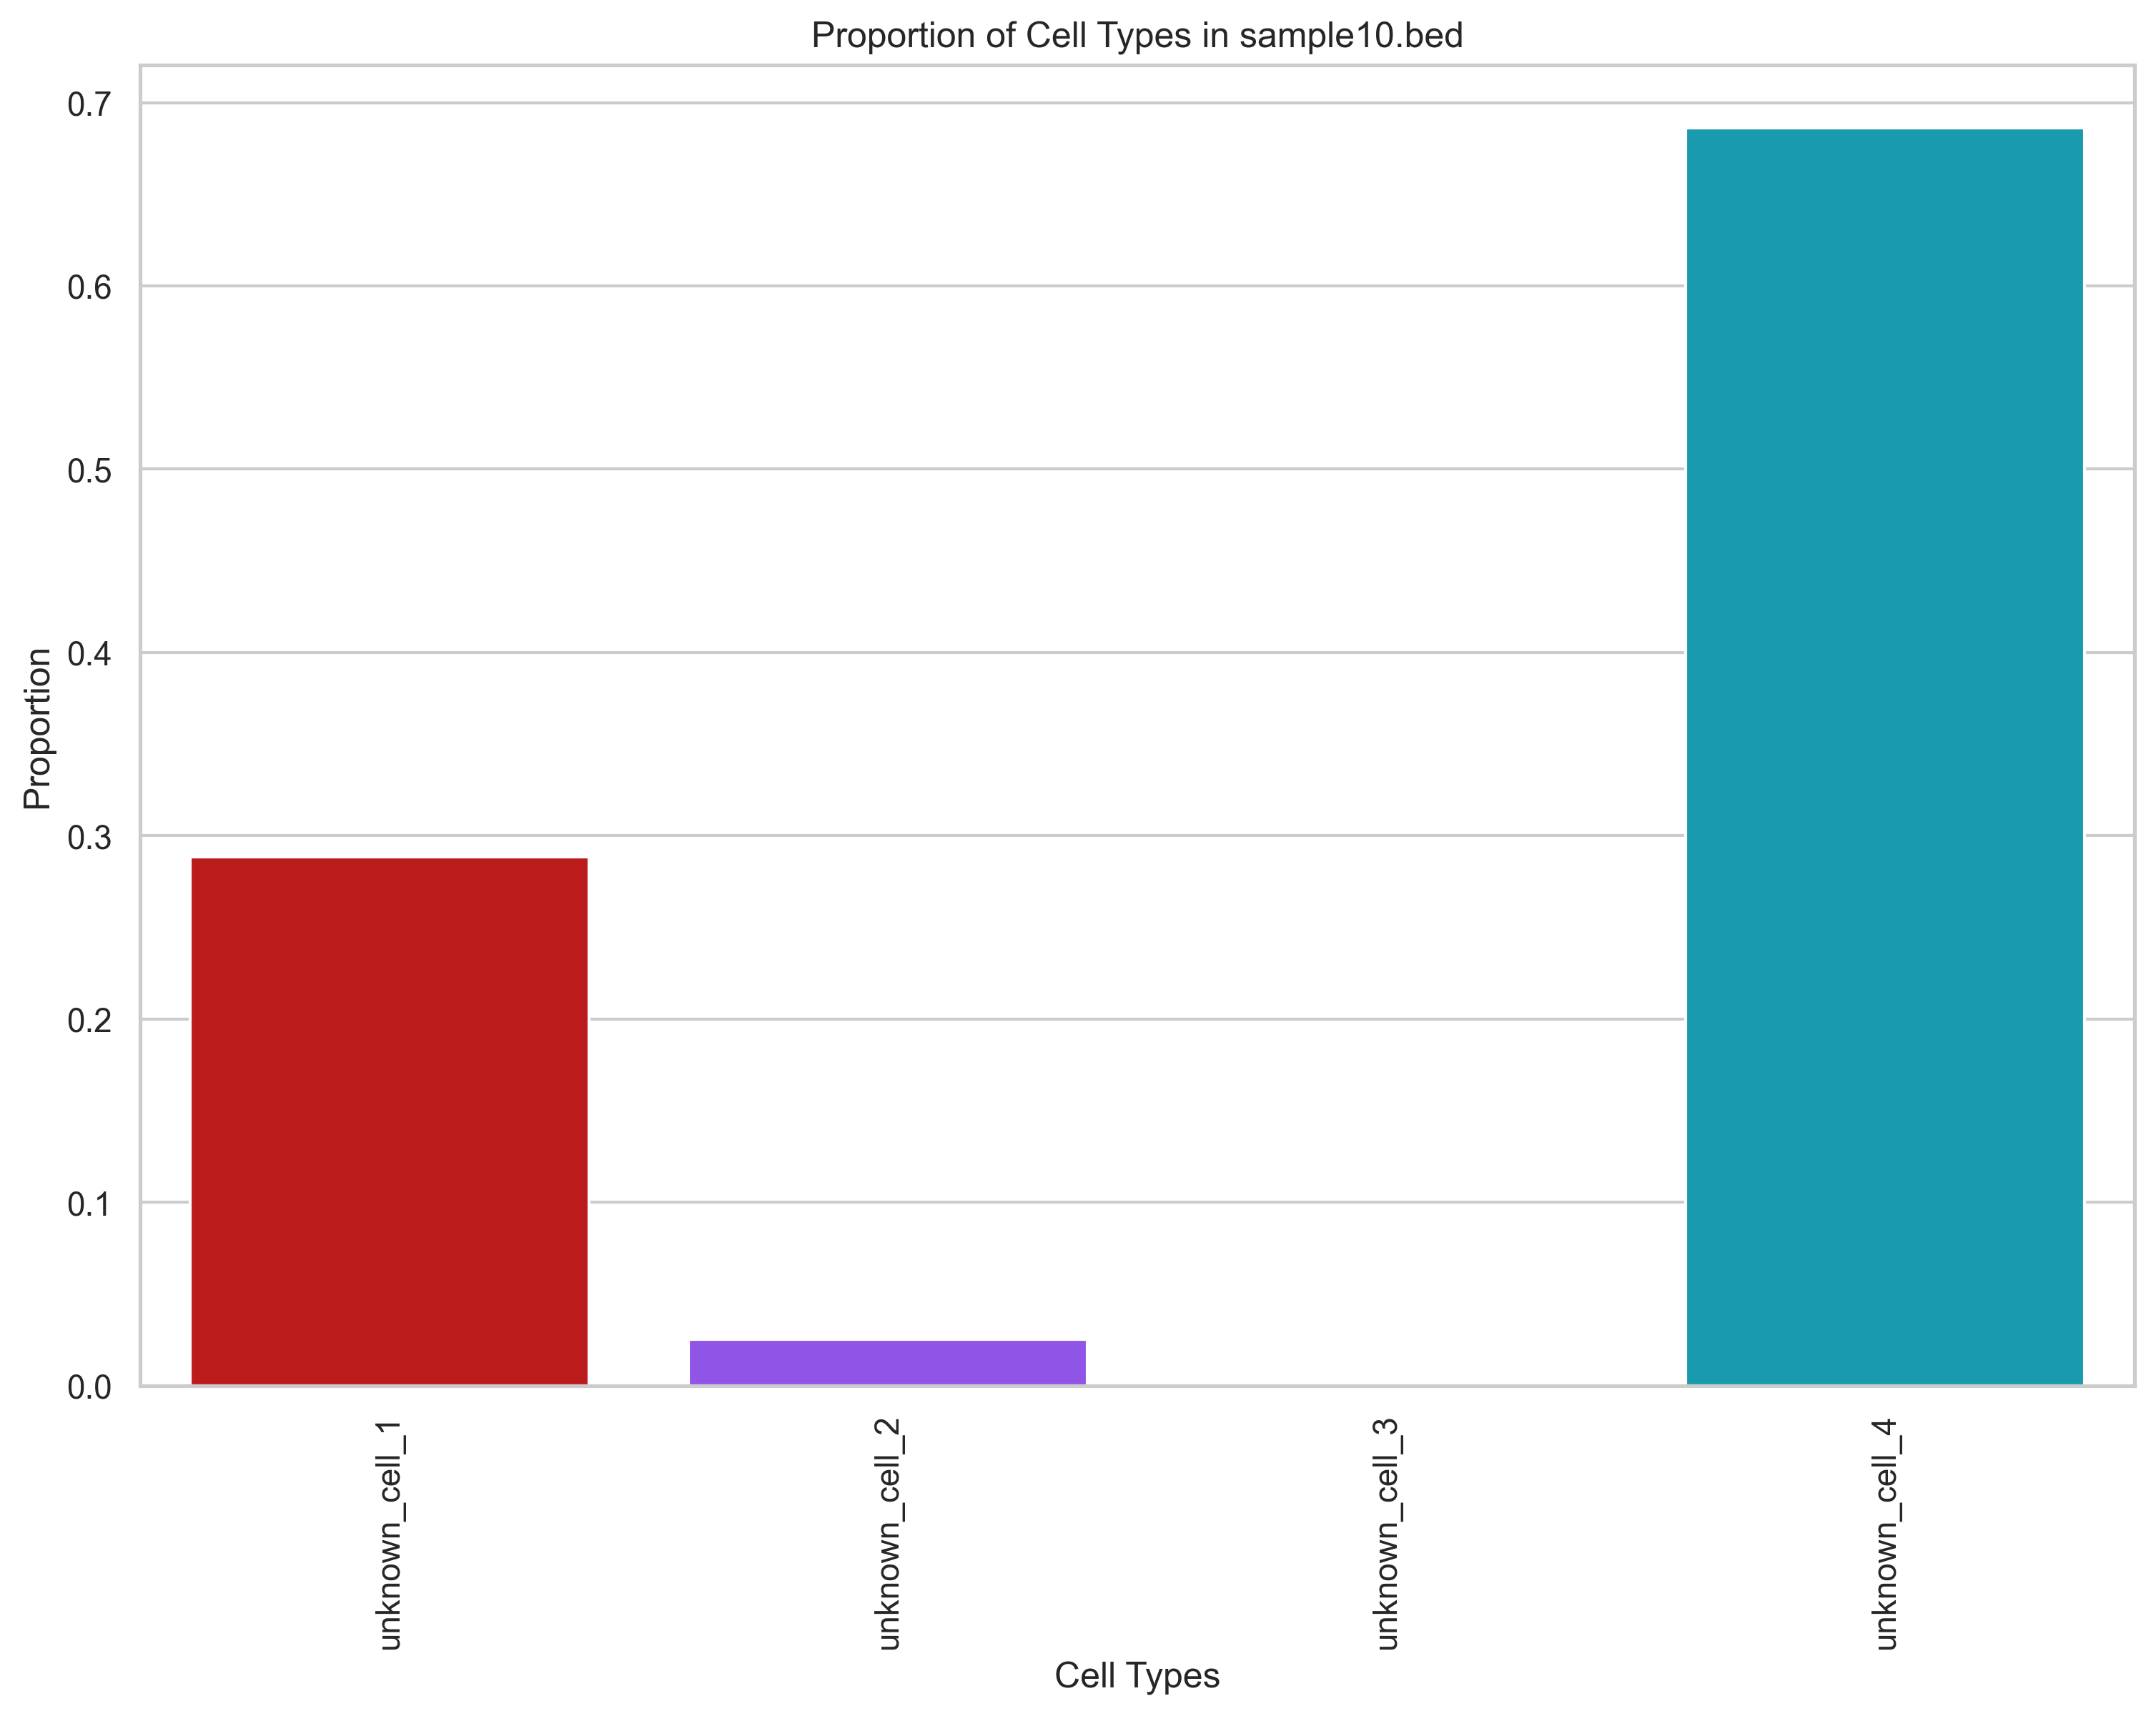 Proportion of Cell Types in sample10.bed
Proportion
0.7
0.6
0.5
0.4
0.3
0.2
0.1
0.0
unknown_cell_1
unknown_cell_2
unknown_cell_3
unknown_cell_4
Cell Types